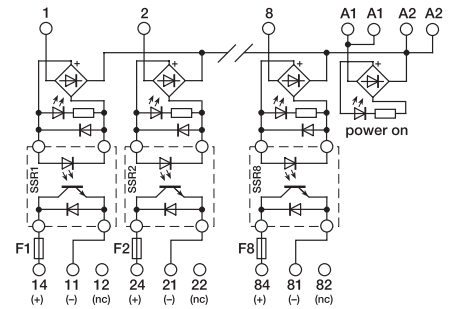 1 2 8 A1 A1 A2 A2
+ + + +
power on
SSR1 SSR2 SSR8
F1 F2 F8
14 11 12 24 21 22 84 81 82
(+) (−) (nc) (+) (−) (nc) (+) (−) (nc)